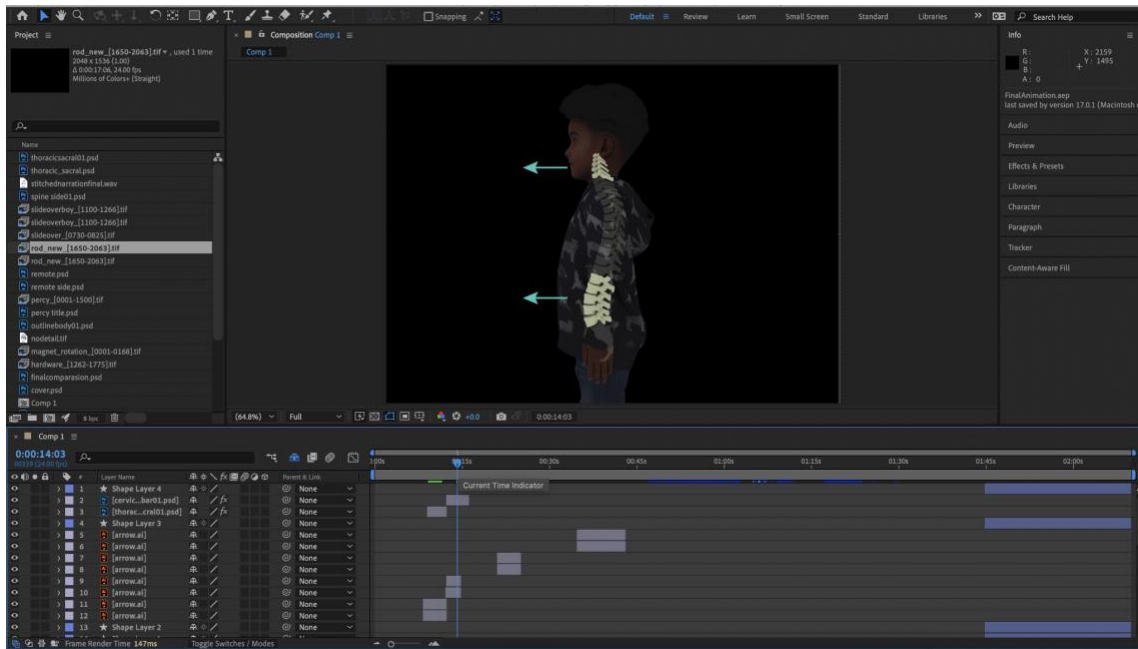 Snapping
Default
Review
Learn
Small Screen
Standard
Libraries
Search Help
Project
Composition Comp 1
Info
rod_new_[1650-2063].tif , used 1 time
2048 x 1536 (1.00)
Δ 0:00:17:06, 24.00 fps
Millions of Colors+ (Straight)
Comp 1
R :
G :
B :
A : 0
X : 2159
Y : 1495
FinalAnimation.aep
last saved by version 17.0.1 (Macintosh
Audio
Preview
Effects & Presets
Libraries
Character
Paragraph
Tracker
Content-Aware Fill
Name
thoracicsacral01.psd
thoracic_sacral.psd
stitchednarrationfinal.wav
spine side01.psd
slideoverboy_[1100-1266].tif
slideoverboy_[1100-1266].tif
slideover_[0730-0825].tif
rod_new_[1650-2063].tif
rod_new_[1650-2063].tif
remote.psd
remote side.psd
percy_[0001-1500].tif
percy title.psd
outlinebody01.psd
nodetail.tif
magnet_rotation_[0001-0168].tif
hardware_[1262-1775].tif
finalcomparasion.psd
cover.psd
Comp 1
8 bpc
(64.8%)
Full
+0.0
0:00:14:03
Comp 1
0:00:14:03
00339 (24.00 fps)
00s
00:30s
00:45s
01:00s
01:15s
01:30s
01:45s
02:00s
# Layer Name
Parent & Link
Current Time Indicator
1 Shape Layer 4 None
2 [cervic...bar01.psd] None
3 [thorac...cral01.psd] None
4 Shape Layer 3 None
5 [arrow.ai] None
6 [arrow.ai] None
7 [arrow.ai] None
8 [arrow.ai] None
9 [arrow.ai] None
10 [arrow.ai] None
11 [arrow.ai] None
12 [arrow.ai] None
13 Shape Layer 2 None
Frame Render Time 147ms
Toggle Switches / Modes